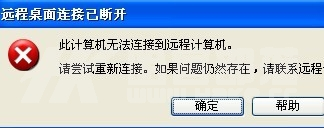 远程桌面连接已断开
此计算机无法连接到远程计算机。
请尝试重新连接。如果问题仍然存在，请联系远程
确定
帮助